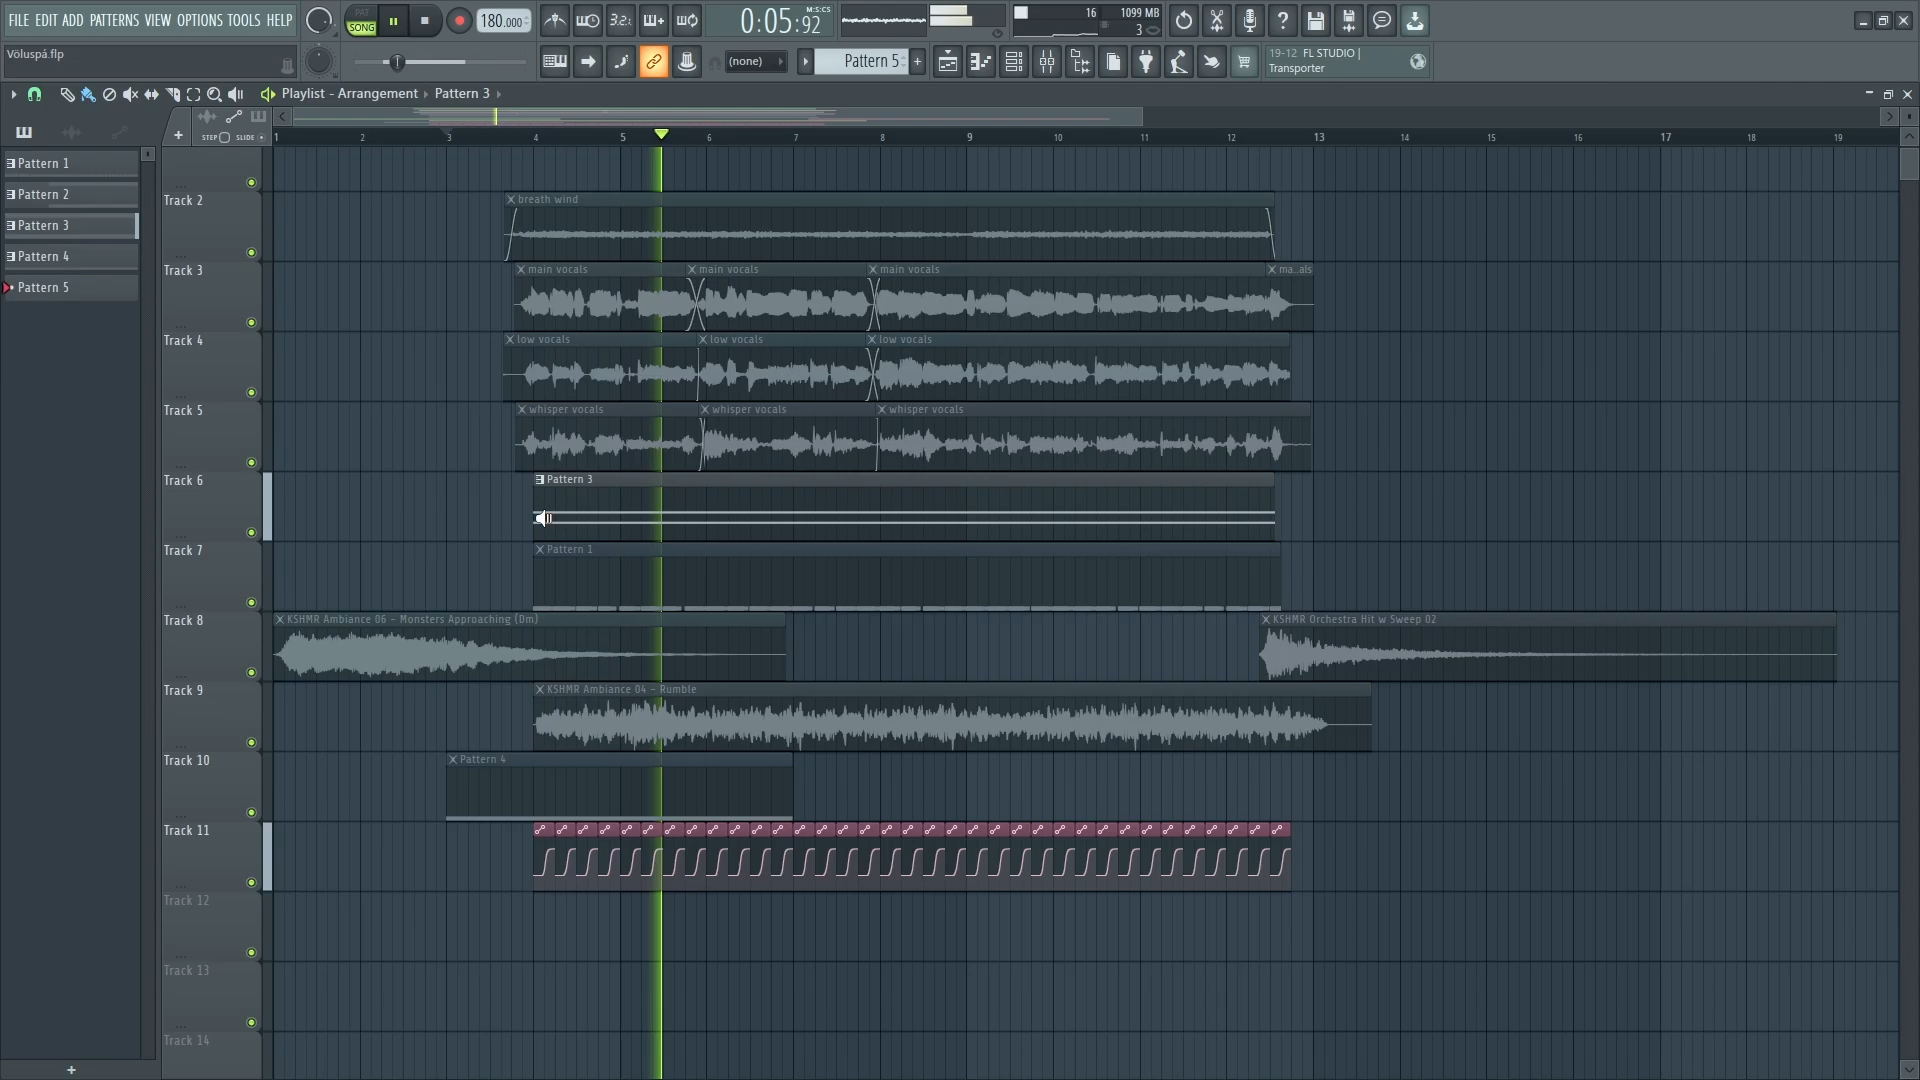 FILE EDIT ADD PATTERNS VIEW OPTIONS TOOLS HELP
PAT
SONG
180.000
3.2.
0:05:92
M:S:CS
16
1099 MB
3
Völuspá.flp
(none)
Pattern 5
+
19-12 FL STUDIO |
Transporter
Playlist - Arrangement
Pattern 3
STEP
SLIDE
1 2 3 4 5 6 7 8 9 10 11 12 13 14 15 16 17 18 19
Pattern 1
Pattern 2
Pattern 3
Pattern 4
Pattern 5
Track 2
breath wind
Track 3
main vocals
main vocals
main vocals
ma..als
Track 4
low vocals
low vocals
low vocals
Track 5
whisper vocals
whisper vocals
whisper vocals
Track 6
Pattern 3
Track 7
Pattern 1
Track 8
KSHMR Ambiance 06 - Monsters Approaching (Dm)
KSHMR Orchestra Hit w Sweep 02
Track 9
KSHMR Ambiance 04 - Rumble
Track 10
Pattern 4
Track 11
Track 12
Track 13
Track 14
+